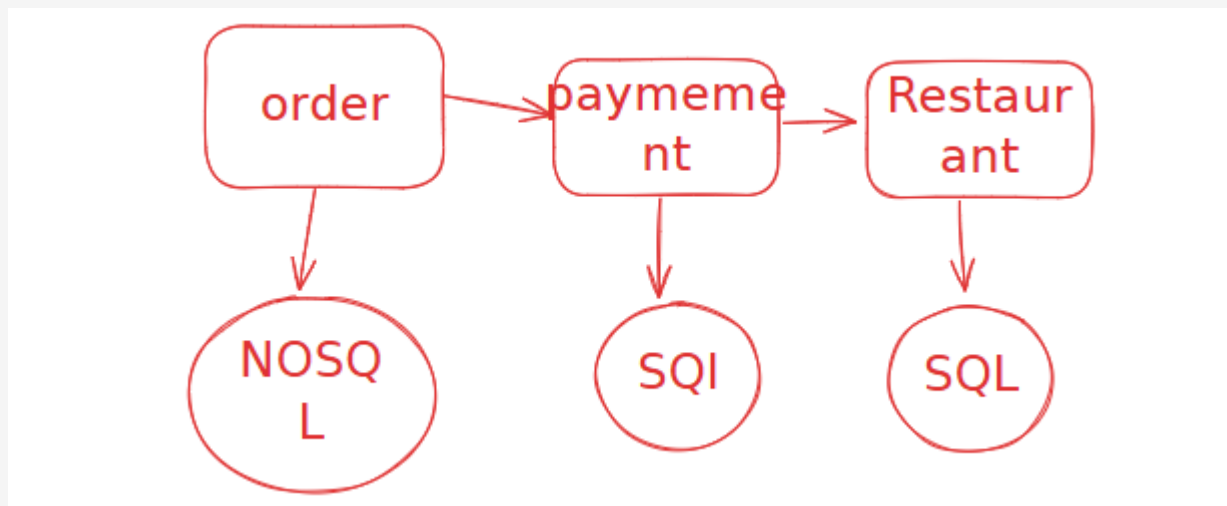 order
paymeme
nt
Restaur
ant
NOSQ
L
SQl
SQL